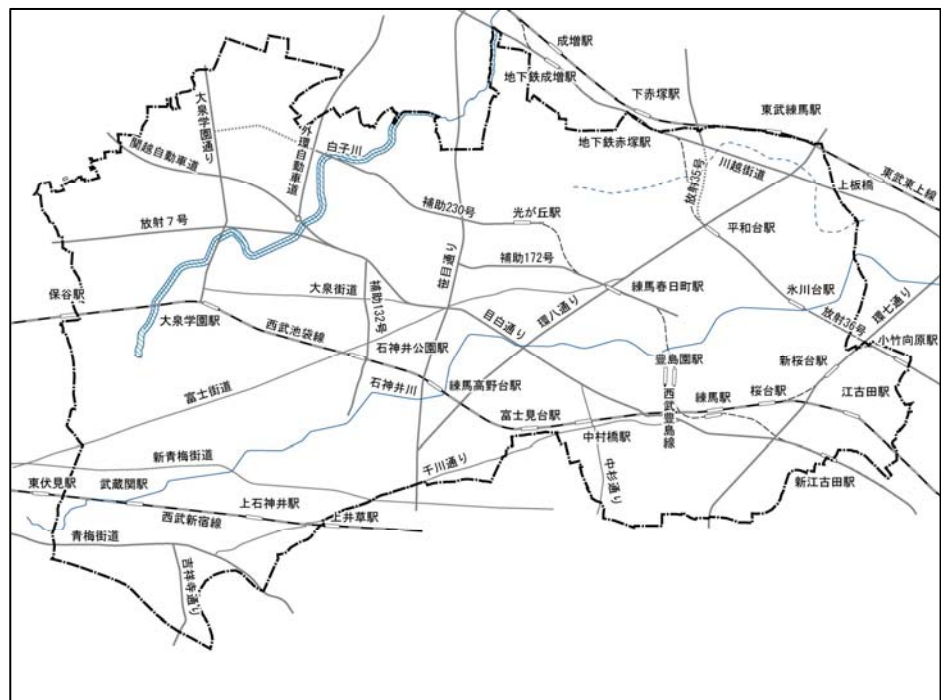 成増駅
地下鉄成増駅
下赤塚駅
東武練馬駅
地下鉄赤塚駅
川越街道
上板橋
東武東上線
大泉学園通り
外環自動車道
関越自動車道
白子川
放射35号
補助230号
光が丘駅
平和台駅
放射7号
笹目通り
補助172号
環八通り
練馬春日町駅
氷川台駅
保谷駅
大泉街道
補助132号
目白通り
放射36号
環七通り
大泉学園駅
西武池袋線
石神井公園駅
豊島園駅
新桜台駅
小竹向原駅
富士街道
石神井川
練馬高野台駅
練馬駅
桜台駅
江古田駅
富士見台駅
西武豊島線
中村橋駅
中杉通り
新青梅街道
千川通り
新江古田駅
東伏見駅
武蔵関駅
上石神井駅
上井草駅
西武新宿線
青梅街道
吉祥寺通り